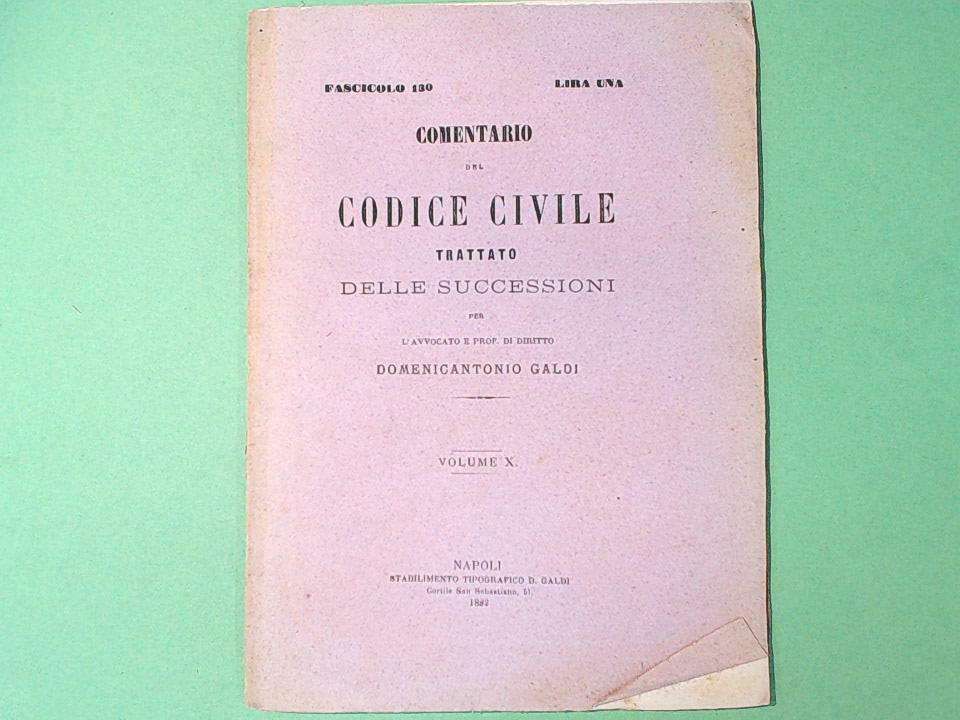 FASCICOLO 130
LIRA UNA
COMENTARIO
DEL
CODICE CIVILE
TRATTATO
DELLE SUCCESSIONI
PER
L'AVVOCATO E PROF. DI DIRITTO
DOMENICANTONIO GALDI
VOLUME X.
NAPOLI
STABILIMENTO TIPOGRAFICO D. GALDI
Cortile San Sebastiano, 51.
1882